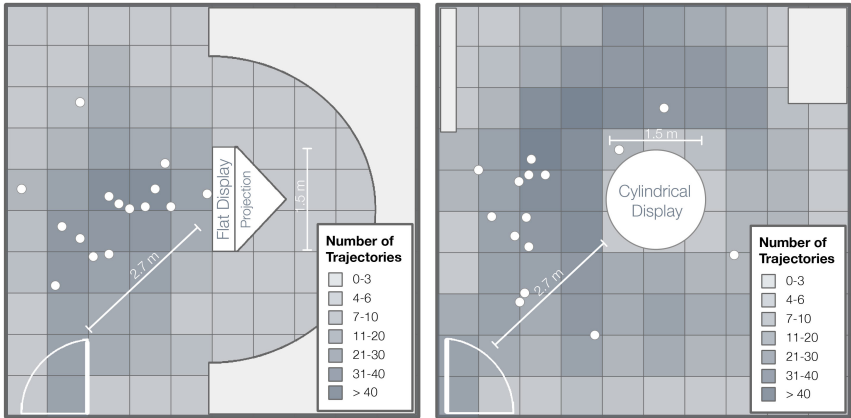 Flat Display
Projection
1.5 m
2.7 m
Number of
Trajectories
0-3
4-6
7-10
11-20
21-30
31-40
> 40
1.5 m
Cylindrical
Display
2.7 m
Number of
Trajectories
0-3
4-6
7-10
11-20
21-30
31-40
> 40